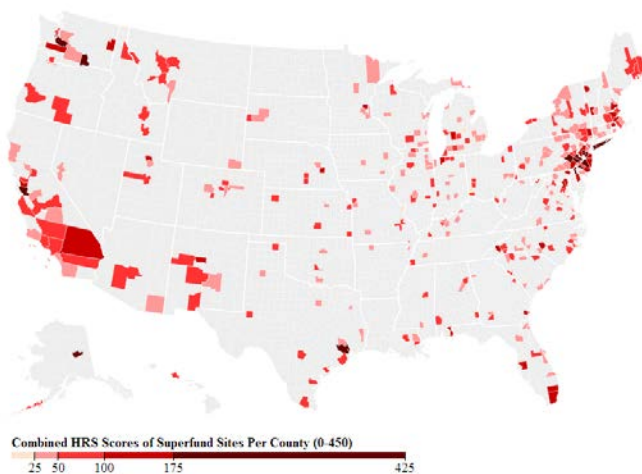 Combined HRS Scores of Superfund Sites Per County (0-450)
25 50 100 175 425